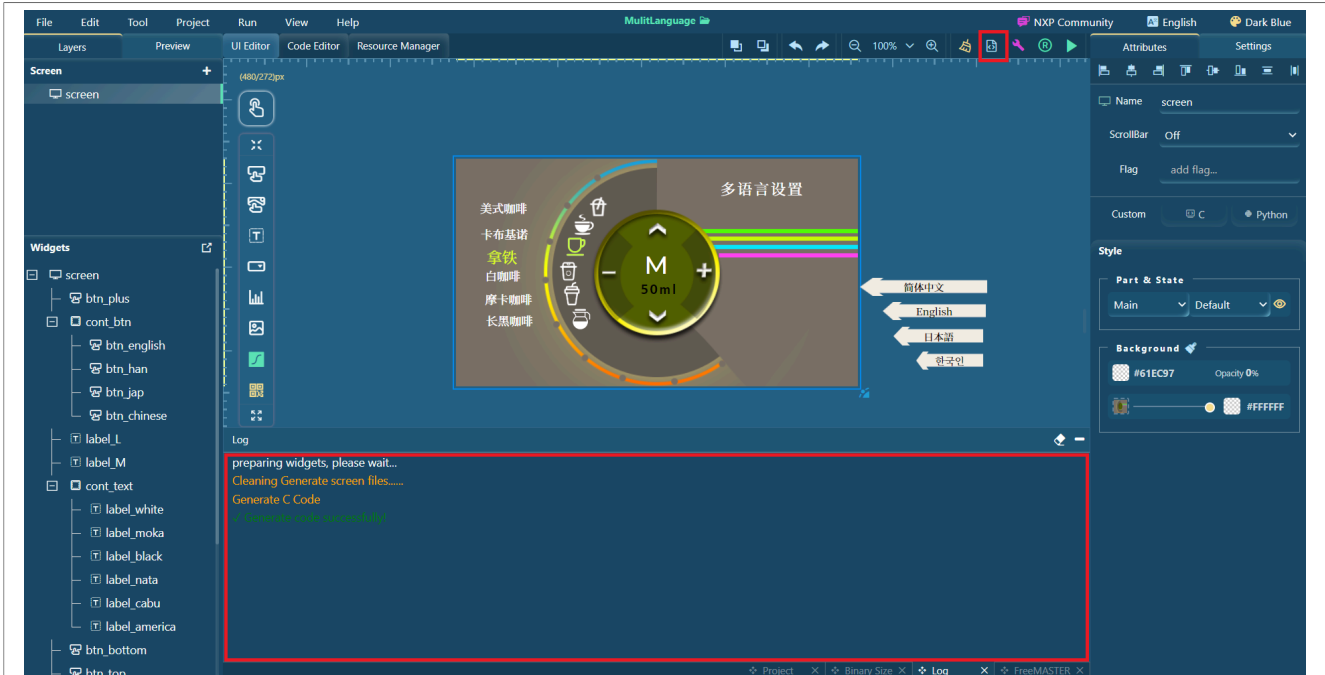 File Edit Tool Project Run View Help MulitLanguage NXP Community English Dark Blue
Layers Preview UI Editor Code Editor Resource Manager 100% Attributes Settings
Screen +
screen
(480/272)px
Name screen
ScrollBar Off
Flag add flag...
Custom C Python
Style
Part & State
Main Default
Background
#61EC97 Opacity 0%
#FFFFFF
多语言设置
美式咖啡
卡布基诺
拿铁
白咖啡
摩卡咖啡
长黑咖啡
M
50ml
简体中文
English
日本語
한국인
Widgets
screen
btn_plus
cont_btn
btn_english
btn_han
btn_jap
btn_chinese
label_L
label_M
cont_text
label_white
label_moka
label_black
label_nata
label_cabu
label_america
btn_bottom
btn_top
Log
preparing widgets, please wait...
Cleaning Generate screen files......
Generate C Code
✓ Generate code successfully!
Project Binary Size Log FreeMASTER